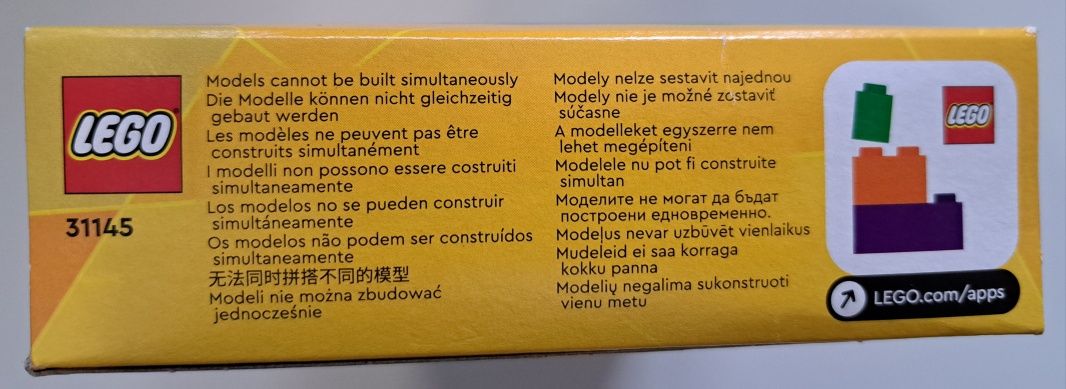 LEGO
31145
Models cannot be built simultaneously
Die Modelle können nicht gleichzeitig
gebaut werden
Les modèles ne peuvent pas être
construits simultanément
I modelli non possono essere costruiti
simultaneamente
Los modelos no se pueden construir
simultáneamente
Os modelos não podem ser construídos
simultaneamente
无法同时拼搭不同的模型
Modeli nie można zbudować
jednocześnie
Modely nelze sestavit najednou
Modely nie je možné zostaviť
súčasne
A modelleket egyszerre nem
lehet megépíteni
Modelele nu pot fi construite
simultan
Моделите не могат да бъдат
построени едновременно.
Modeļus nevar uzbūvēt vienlaikus
Mudeleid ei saa korraga
kokku panna
Modelių negalima sukonstruoti
vienu metu
LEGO
LEGO.com/apps